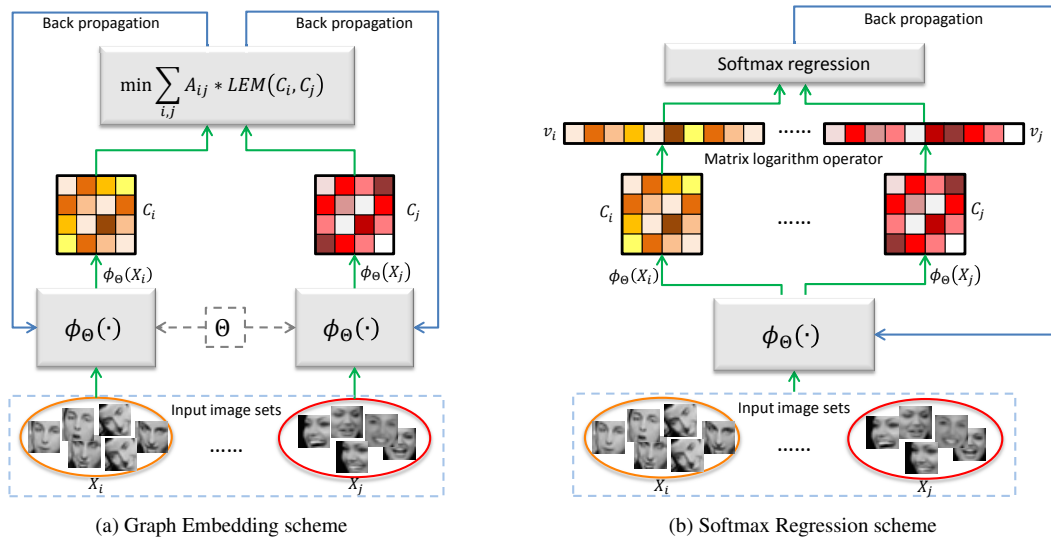 Back propagation
Back propagation
min ∑_{i,j} A_{ij} * LEM(C_i, C_j)
C_i
C_j
ϕ_Θ(X_i)
ϕ_Θ(X_j)
ϕ_Θ(·)
Θ
ϕ_Θ(·)
Input image sets
......
X_i
X_j
(a) Graph Embedding scheme
Back propagation
Softmax regression
v_i
......
v_j
Matrix logarithm operator
C_i
......
C_j
ϕ_Θ(X_i)
ϕ_Θ(X_j)
ϕ_Θ(·)
Input image sets
......
X_i
X_j
(b) Softmax Regression scheme